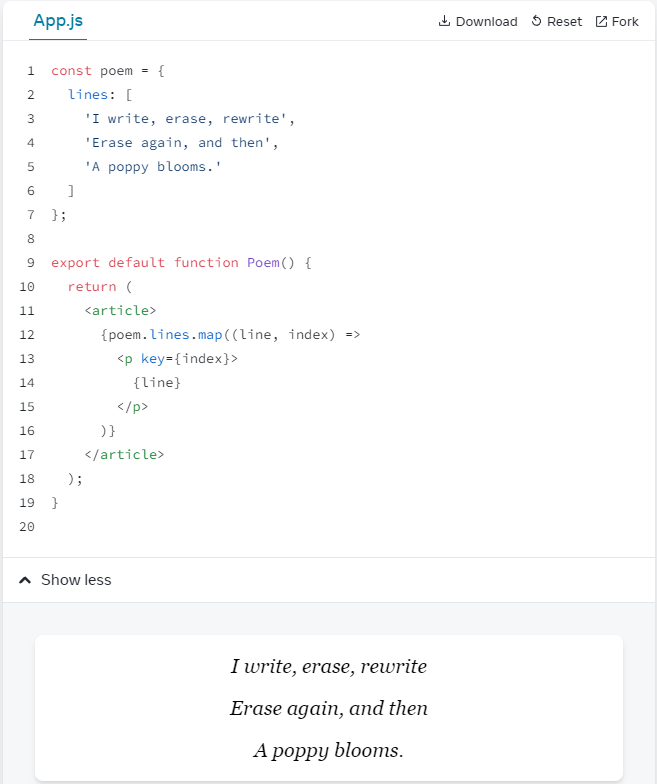 App.js
Download Reset Fork
1 const poem = {
2   lines: [
3     'I write, erase, rewrite',
4     'Erase again, and then',
5     'A poppy blooms.'
6   ]
7 };
8
9 export default function Poem() {
10   return (
11     <article>
12       {poem.lines.map((line, index) =>
13         <p key={index}>
14           {line}
15         </p>
16       )}
17     </article>
18   );
19 }
20
Show less
I write, erase, rewrite
Erase again, and then
A poppy blooms.